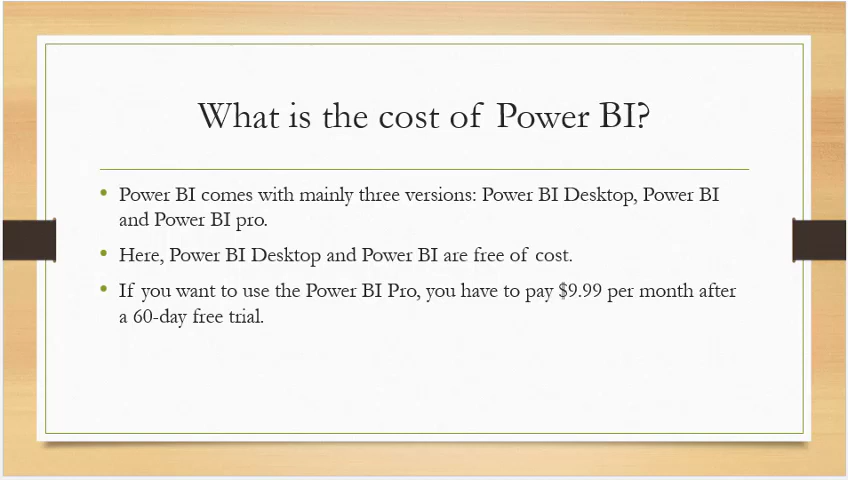 What is the cost of Power BI?
• Power BI comes with mainly three versions: Power BI Desktop, Power BI
and Power BI pro.
• Here, Power BI Desktop and Power BI are free of cost.
• If you want to use the Power BI Pro, you have to pay $9.99 per month after
a 60-day free trial.